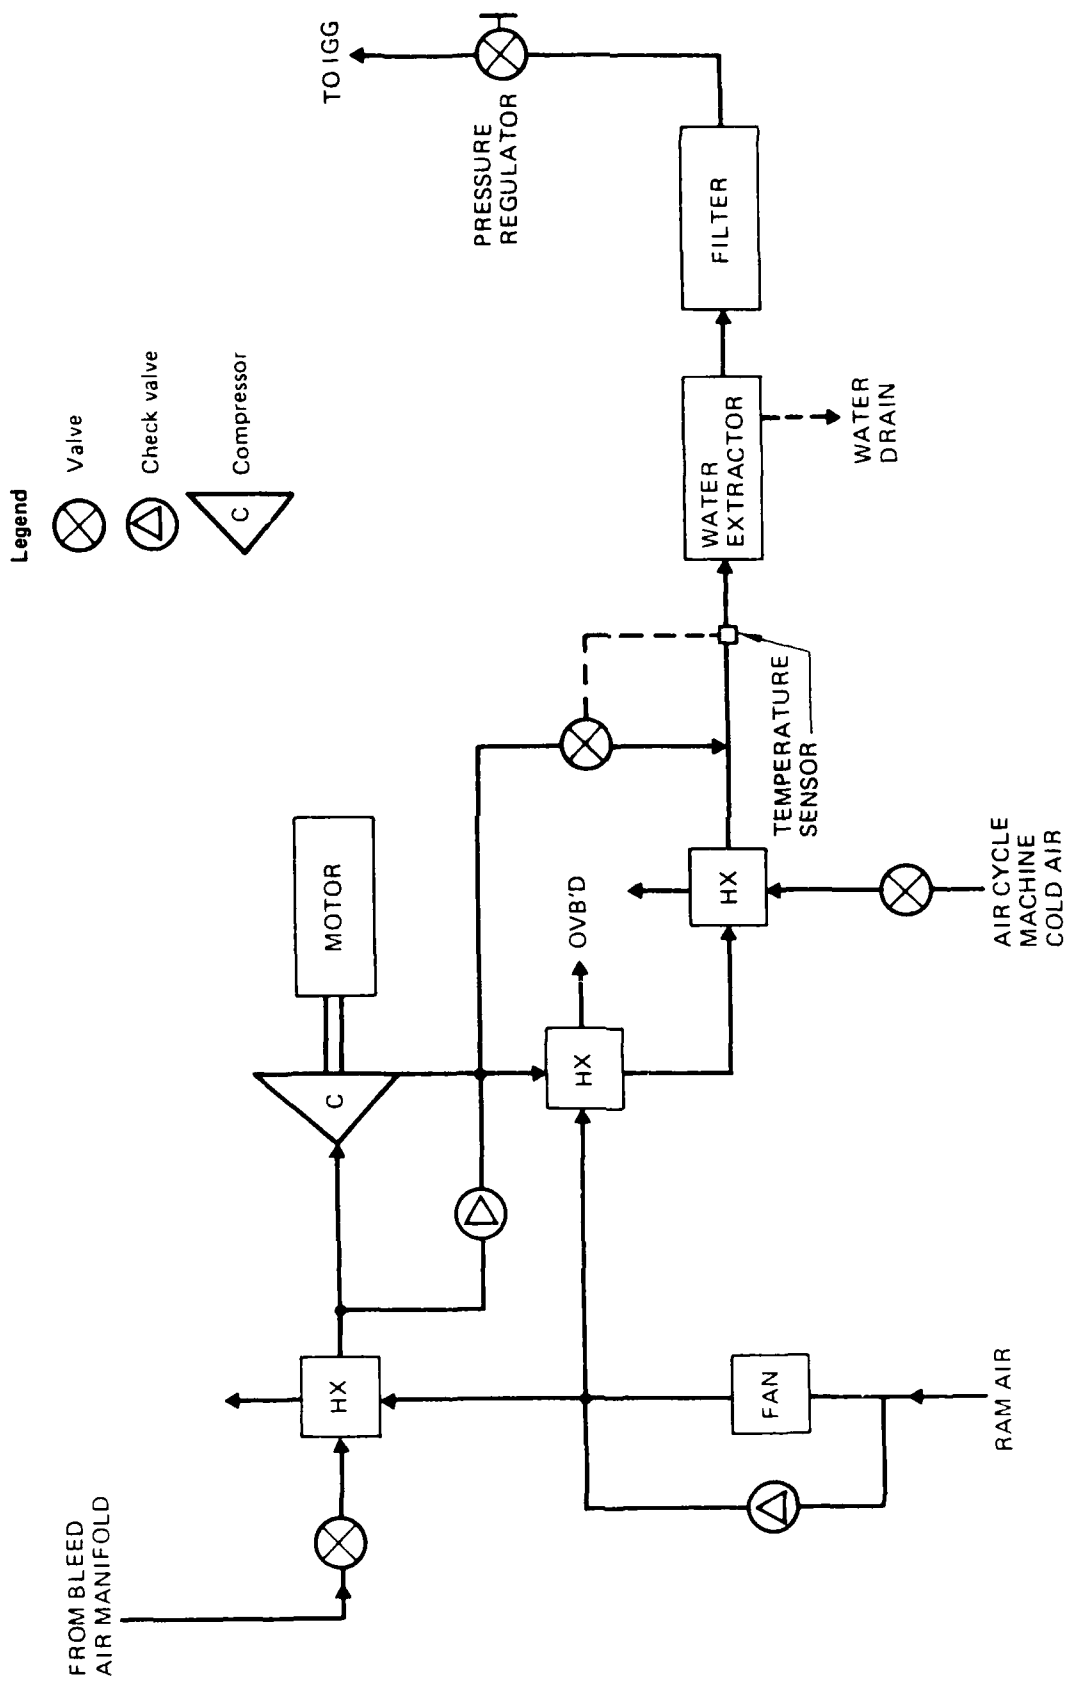 Legend
Valve
Check valve
C
Compressor
FROM BLEED
AIR MANIFOLD
HX
C
MOTOR
HX
OVB'D
HX
FAN
RAM AIR
AIR CYCLE
MACHINE
COLD AIR
TEMPERATURE
SENSOR
WATER
EXTRACTOR
WATER
DRAIN
FILTER
PRESSURE
REGULATOR
TO IGG